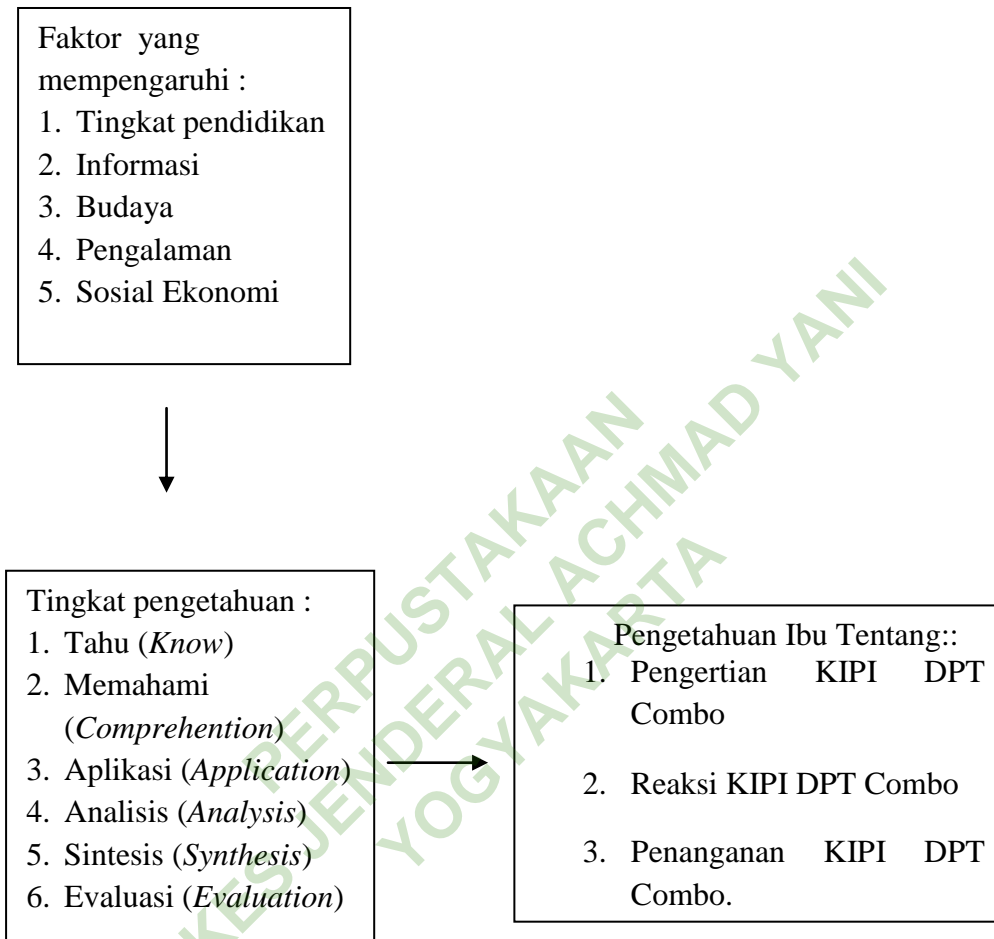 Faktor yang
mempengaruhi :
1. Tingkat pendidikan
2. Informasi
3. Budaya
4. Pengalaman
5. Sosial Ekonomi
Tingkat pengetahuan :
1. Tahu (Know)
2. Memahami
(Comprehention)
3. Aplikasi (Application)
4. Analisis (Analysis)
5. Sintesis (Synthesis)
6. Evaluasi (Evaluation)
Pengetahuan Ibu Tentang::
1. Pengertian KIPI DPT
Combo
2. Reaksi KIPI DPT Combo
3. Penanganan KIPI DPT
Combo.
PERPUSTAKAAN
KES JENDERAL ACHMAD YANI
YOGYAKARTA